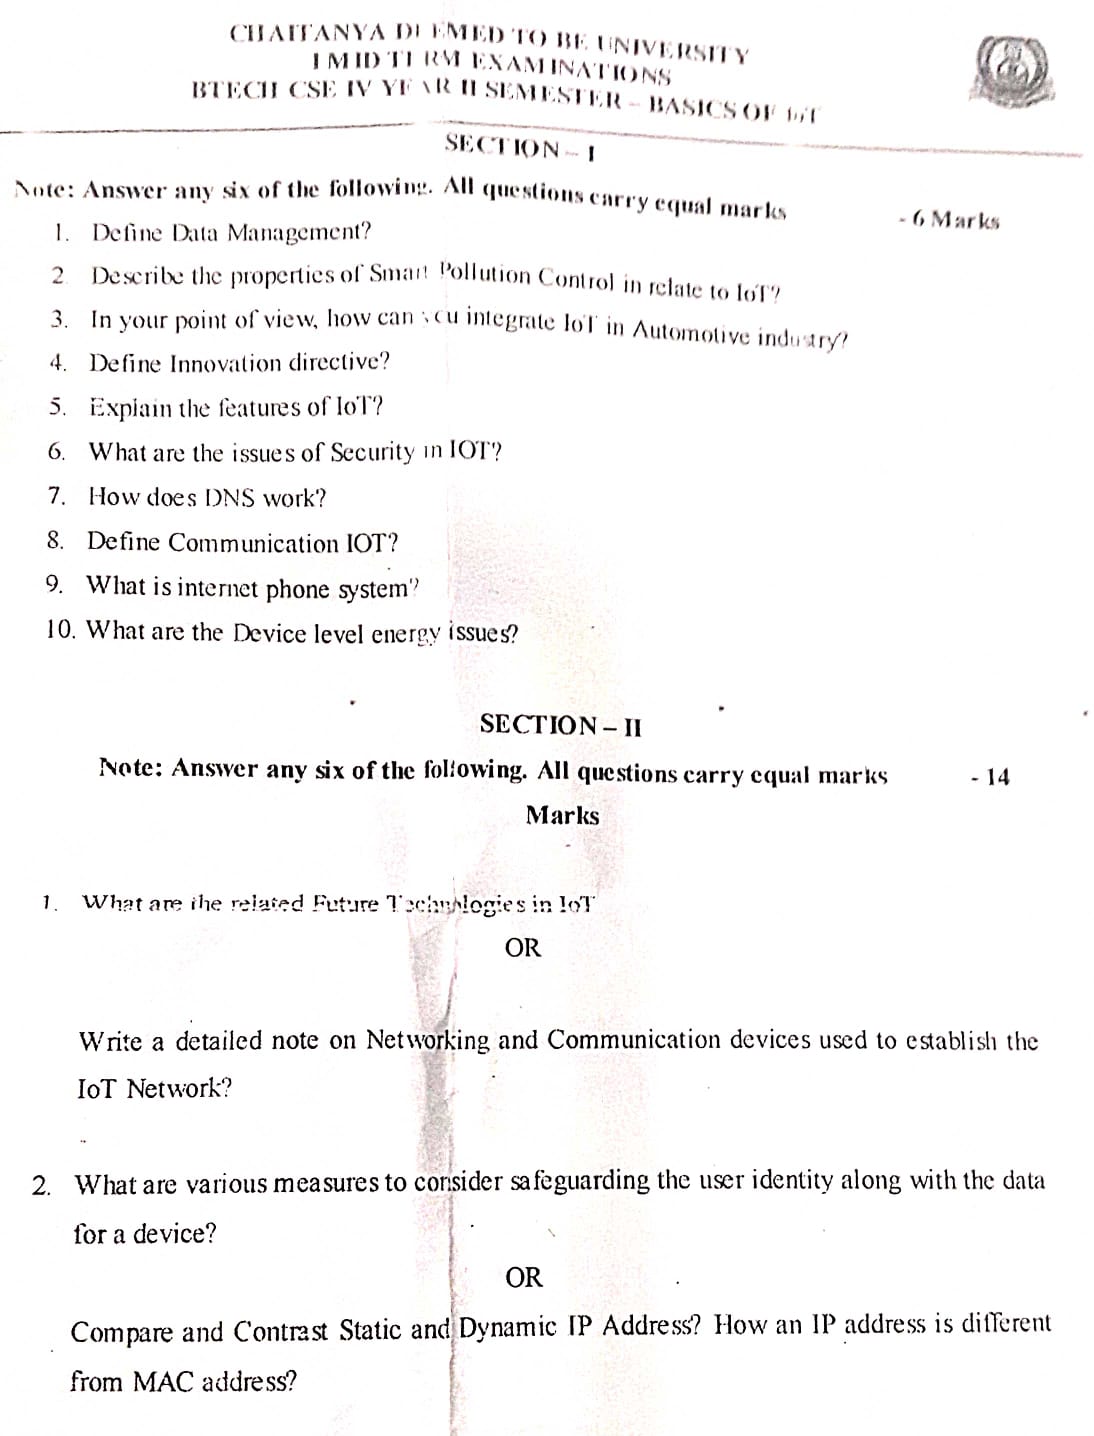 CHAITANYA DEEMED TO BE UNIVERSITY
I MID TERM EXAMINATIONS
BTECH CSE IV YEAR II SEMESTER – BASICS OF IoT
SECTION – I
Note: Answer any six of the following. All questions carry equal marks - 6 Marks
1. Define Data Management?
2. Describe the properties of Smart Pollution Control in relate to IoT?
3. In your point of view, how can you integrate IoT in Automotive industry?
4. Define Innovation directive?
5. Explain the features of IoT?
6. What are the issues of Security in IOT?
7. How does DNS work?
8. Define Communication IOT?
9. What is internet phone system?
10. What are the Device level energy issues?
SECTION – II
Note: Answer any six of the following. All questions carry equal marks - 14
Marks
1. What are the related Future Technologies in IoT
OR
Write a detailed note on Networking and Communication devices used to establish the
IoT Network?
2. What are various measures to consider safeguarding the user identity along with the data
for a device?
OR
Compare and Contrast Static and Dynamic IP Address? How an IP address is different
from MAC address?